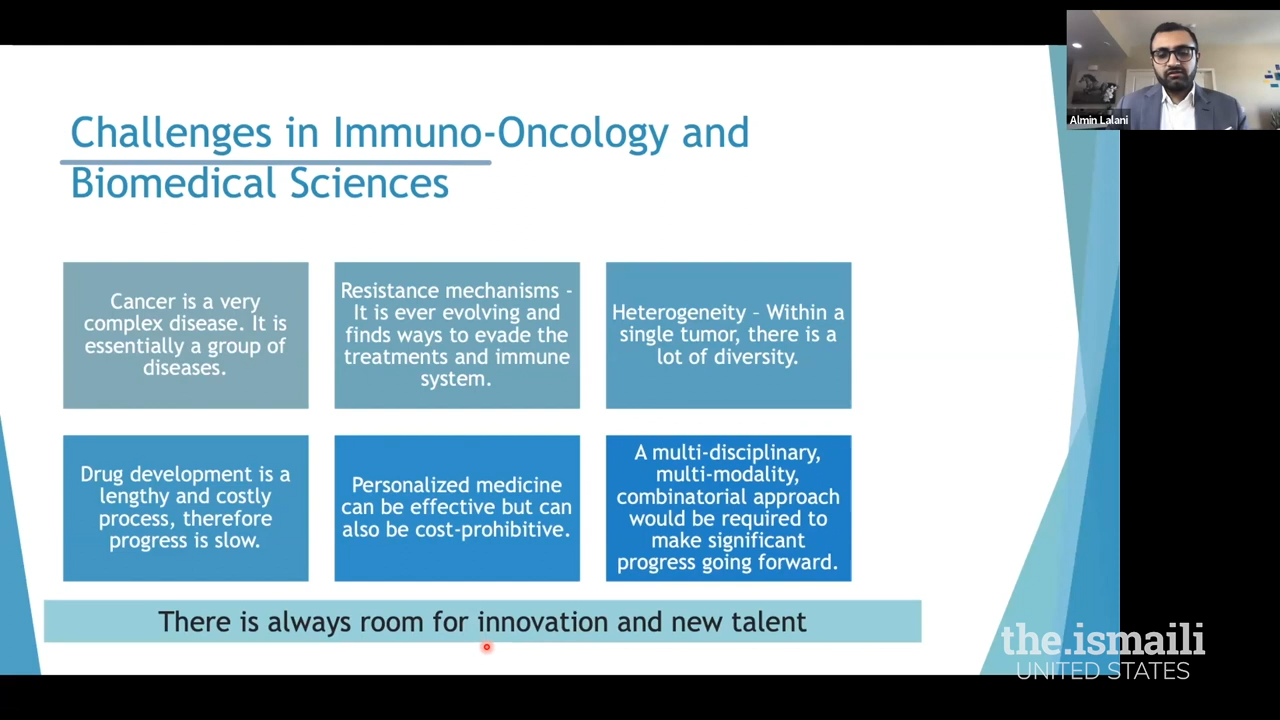 Challenges in Immuno-Oncology and
Biomedical Sciences
Cancer is a very
complex disease. It is
essentially a group of
diseases.
Resistance mechanisms -
It is ever evolving and
finds ways to evade the
treatments and immune
system.
Heterogeneity – Within a
single tumor, there is a
lot of diversity.
Drug development is a
lengthy and costly
process, therefore
progress is slow.
Personalized medicine
can be effective but can
also be cost-prohibitive.
A multi-disciplinary,
multi-modality,
combinatorial approach
would be required to
make significant
progress going forward.
There is always room for innovation and new talent
Almin Lalani
the.ismaili
UNITED STATES